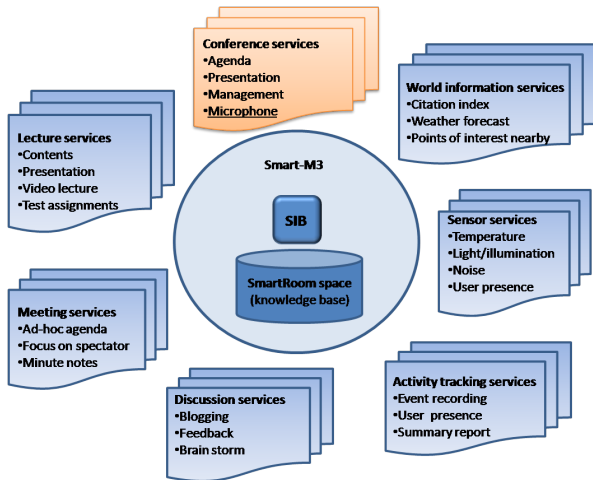 Conference services
•Agenda
•Presentation
•Management
•Microphone
World information services
•Citation index
•Weather forecast
•Points of interest nearby
Lecture services
•Contents
•Presentation
•Video lecture
•Test assignments
Smart-M3
SIB
SmartRoom space
(knowledge base)
Sensor services
•Temperature
•Light/illumination
•Noise
•User presence
Meeting services
•Ad-hoc agenda
•Focus on spectator
•Minute notes
Discussion services
•Blogging
•Feedback
•Brain storm
Activity tracking services
•Event recording
•User presence
•Summary report